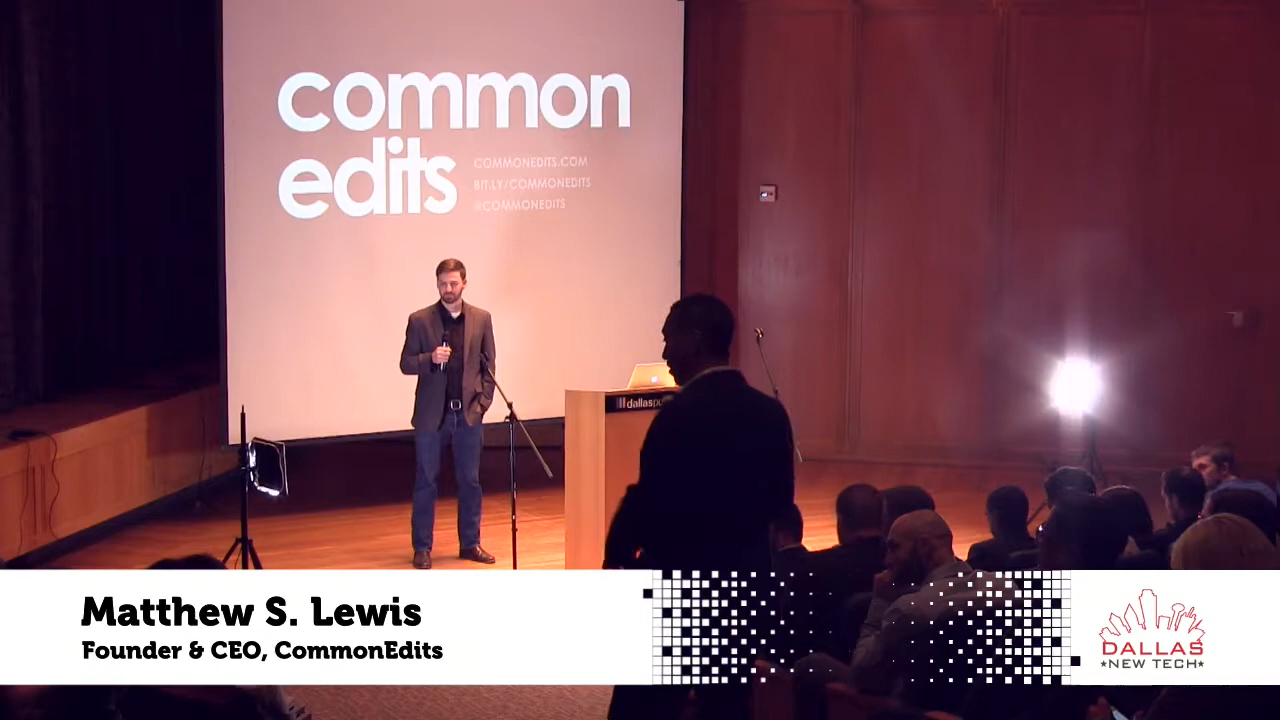 common
edits
COMMONEDITS.COM
BIT.LY/COMMONEDITS
@COMMONEDITS
Matthew S. Lewis
Founder & CEO, CommonEdits
DALLAS
★NEW TECH★